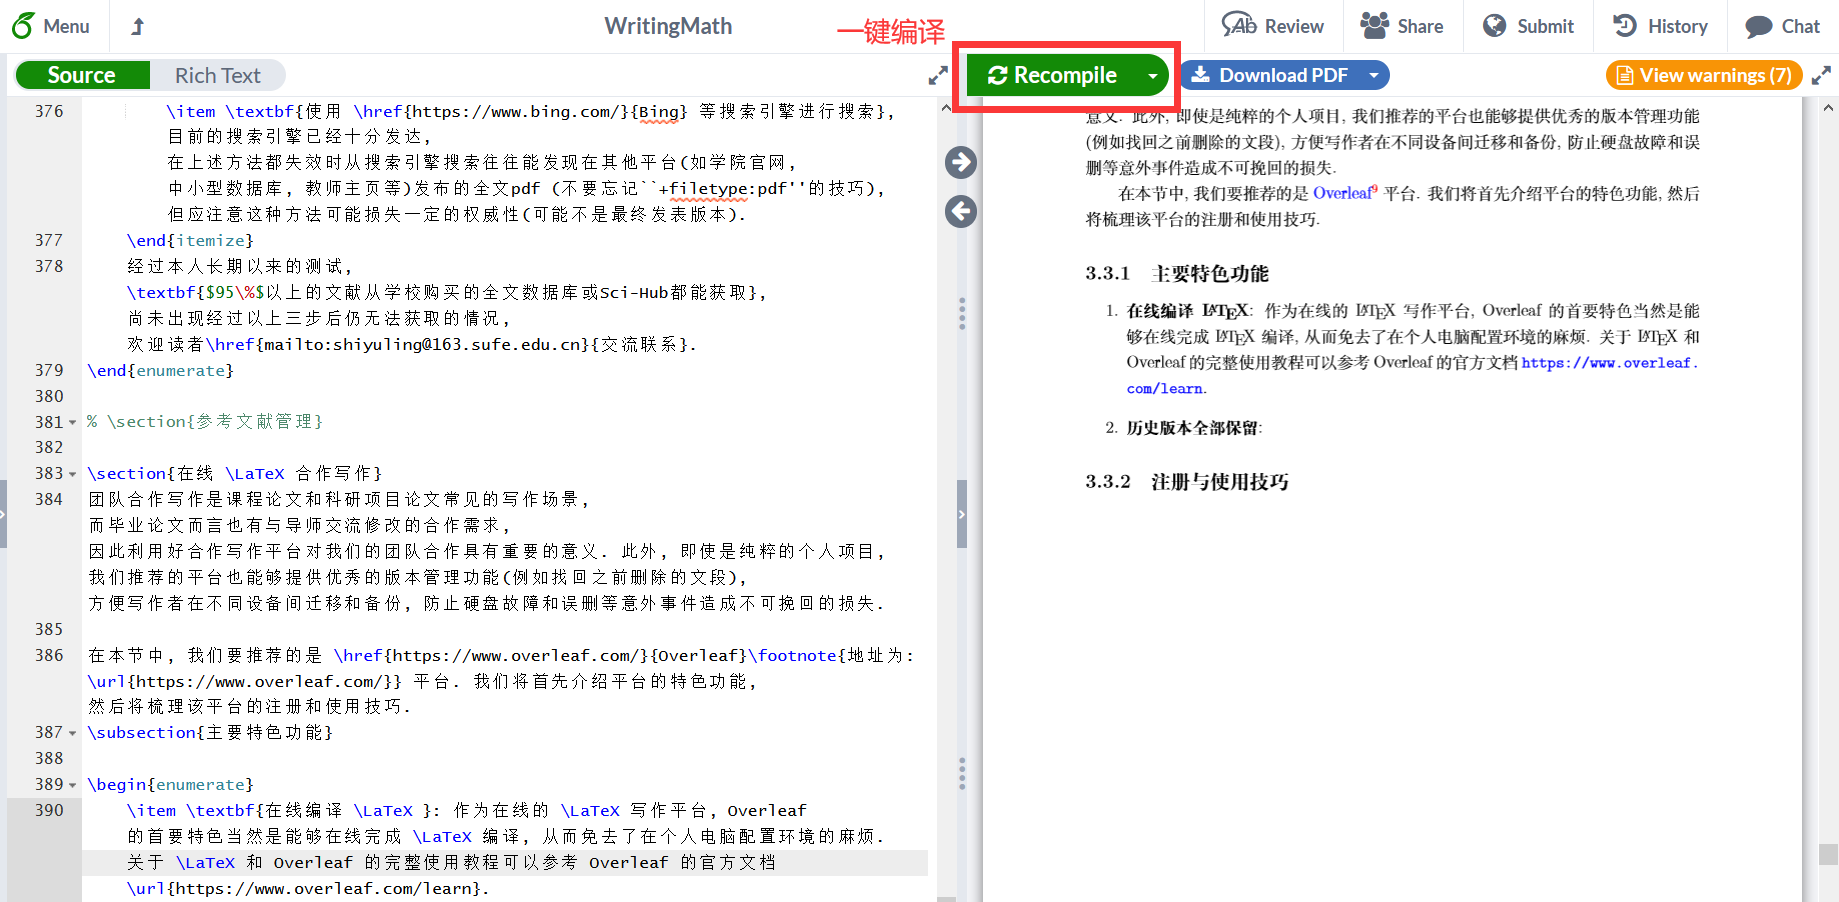 Menu
WritingMath
一键编译
Review
Share
Submit
History
Chat
Source
Rich Text
Recompile
Download PDF
View warnings (7)
376 \item \textbf{使用 \href{https://www.bing.com/}{Bing} 等搜索引擎进行搜索},
目前的搜索引擎已经十分发达,
在上述方法都失效时从搜索引擎搜索往往能发现在其他平台(如学院官网,
中小型数据库, 教师主页等)发布的全文pdf (不要忘记``+filetype:pdf''的技巧),
但应注意这种方法可能损失一定的权威性(可能不是最终发表版本).
377 \end{itemize}
378 经过本人长期以来的测试,
\textbf{$95\%$以上的文献从学校购买的全文数据库或Sci-Hub都能获取},
尚未出现经过以上三步后仍无法获取的情况,
欢迎读者\href{mailto:shiyuling@163.sufe.edu.cn}{交流联系}.
379 \end{enumerate}
380
381 % \section{参考文献管理}
382
383 \section{在线 \LaTeX 合作写作}
384 团队合作写作是课程论文和科研项目论文常见的写作场景,
而毕业论文而言也有与导师交流修改的合作需求,
因此利用好合作写作平台对我们的团队合作具有重要的意义. 此外, 即使是纯粹的个人项目,
我们推荐的平台也能够提供优秀的版本管理功能(例如找回之前删除的文段),
方便写作者在不同设备间迁移和备份, 防止硬盘故障和误删等意外事件造成不可挽回的损失.
385
386 在本节中, 我们要推荐的是 \href{https://www.overleaf.com/}{Overleaf}\footnote{地址为:
\url{https://www.overleaf.com/}} 平台. 我们将首先介绍平台的特色功能,
然后将梳理该平台的注册和使用技巧.
387 \subsection{主要特色功能}
388
389 \begin{enumerate}
390 \item \textbf{在线编译 \LaTeX }: 作为在线的 \LaTeX 写作平台, Overleaf
的首要特色当然是能够在线完成 \LaTeX 编译, 从而免去了在个人电脑配置环境的麻烦.
关于 \LaTeX 和 Overleaf 的完整使用教程可以参考 Overleaf 的官方文档
\url{https://www.overleaf.com/learn}.
意义. 此外, 即使是纯粹的个人项目, 我们推荐的平台也能够提供优秀的版本管理功能
(例如找回之前删除的文段), 方便写作者在不同设备间迁移和备份, 防止硬盘故障和误
删等意外事件造成不可挽回的损失.
在本节中, 我们要推荐的是 Overleaf9 平台. 我们将首先介绍平台的特色功能, 然后
将梳理该平台的注册和使用技巧.
3.3.1 主要特色功能
1. 在线编译 LATEX: 作为在线的 LATEX 写作平台, Overleaf 的首要特色当然是能
够在线完成 LATEX 编译, 从而免去了在个人电脑配置环境的麻烦. 关于 LATEX 和
Overleaf 的完整使用教程可以参考 Overleaf 的官方文档 https://www.overleaf.
com/learn.
2. 历史版本全部保留:
3.3.2 注册与使用技巧